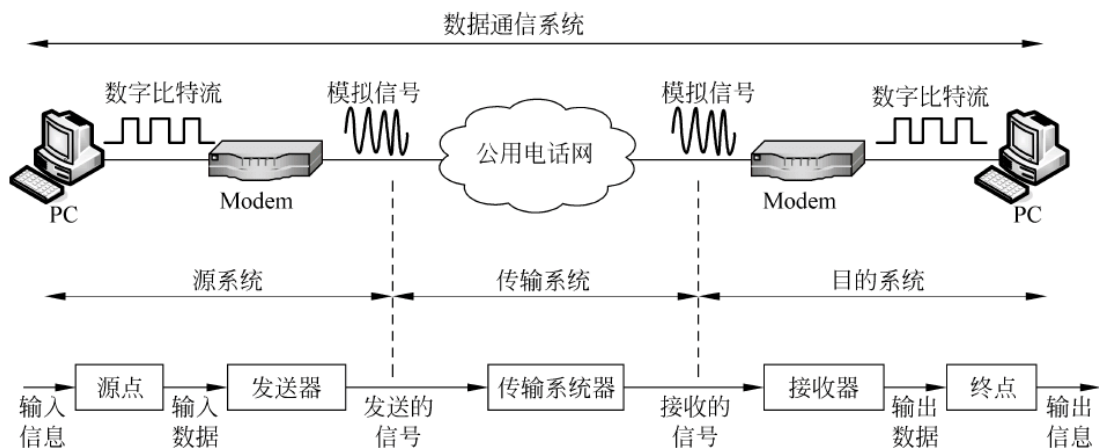 数据通信系统
数字比特流
模拟信号
模拟信号
数字比特流
公用电话网
PC
Modem
Modem
PC
源系统
传输系统
目的系统
源点
发送器
传输系统器
接收器
终点
输入
信息
输入
数据
发送的
信号
接收的
信号
输出
数据
输出
信息